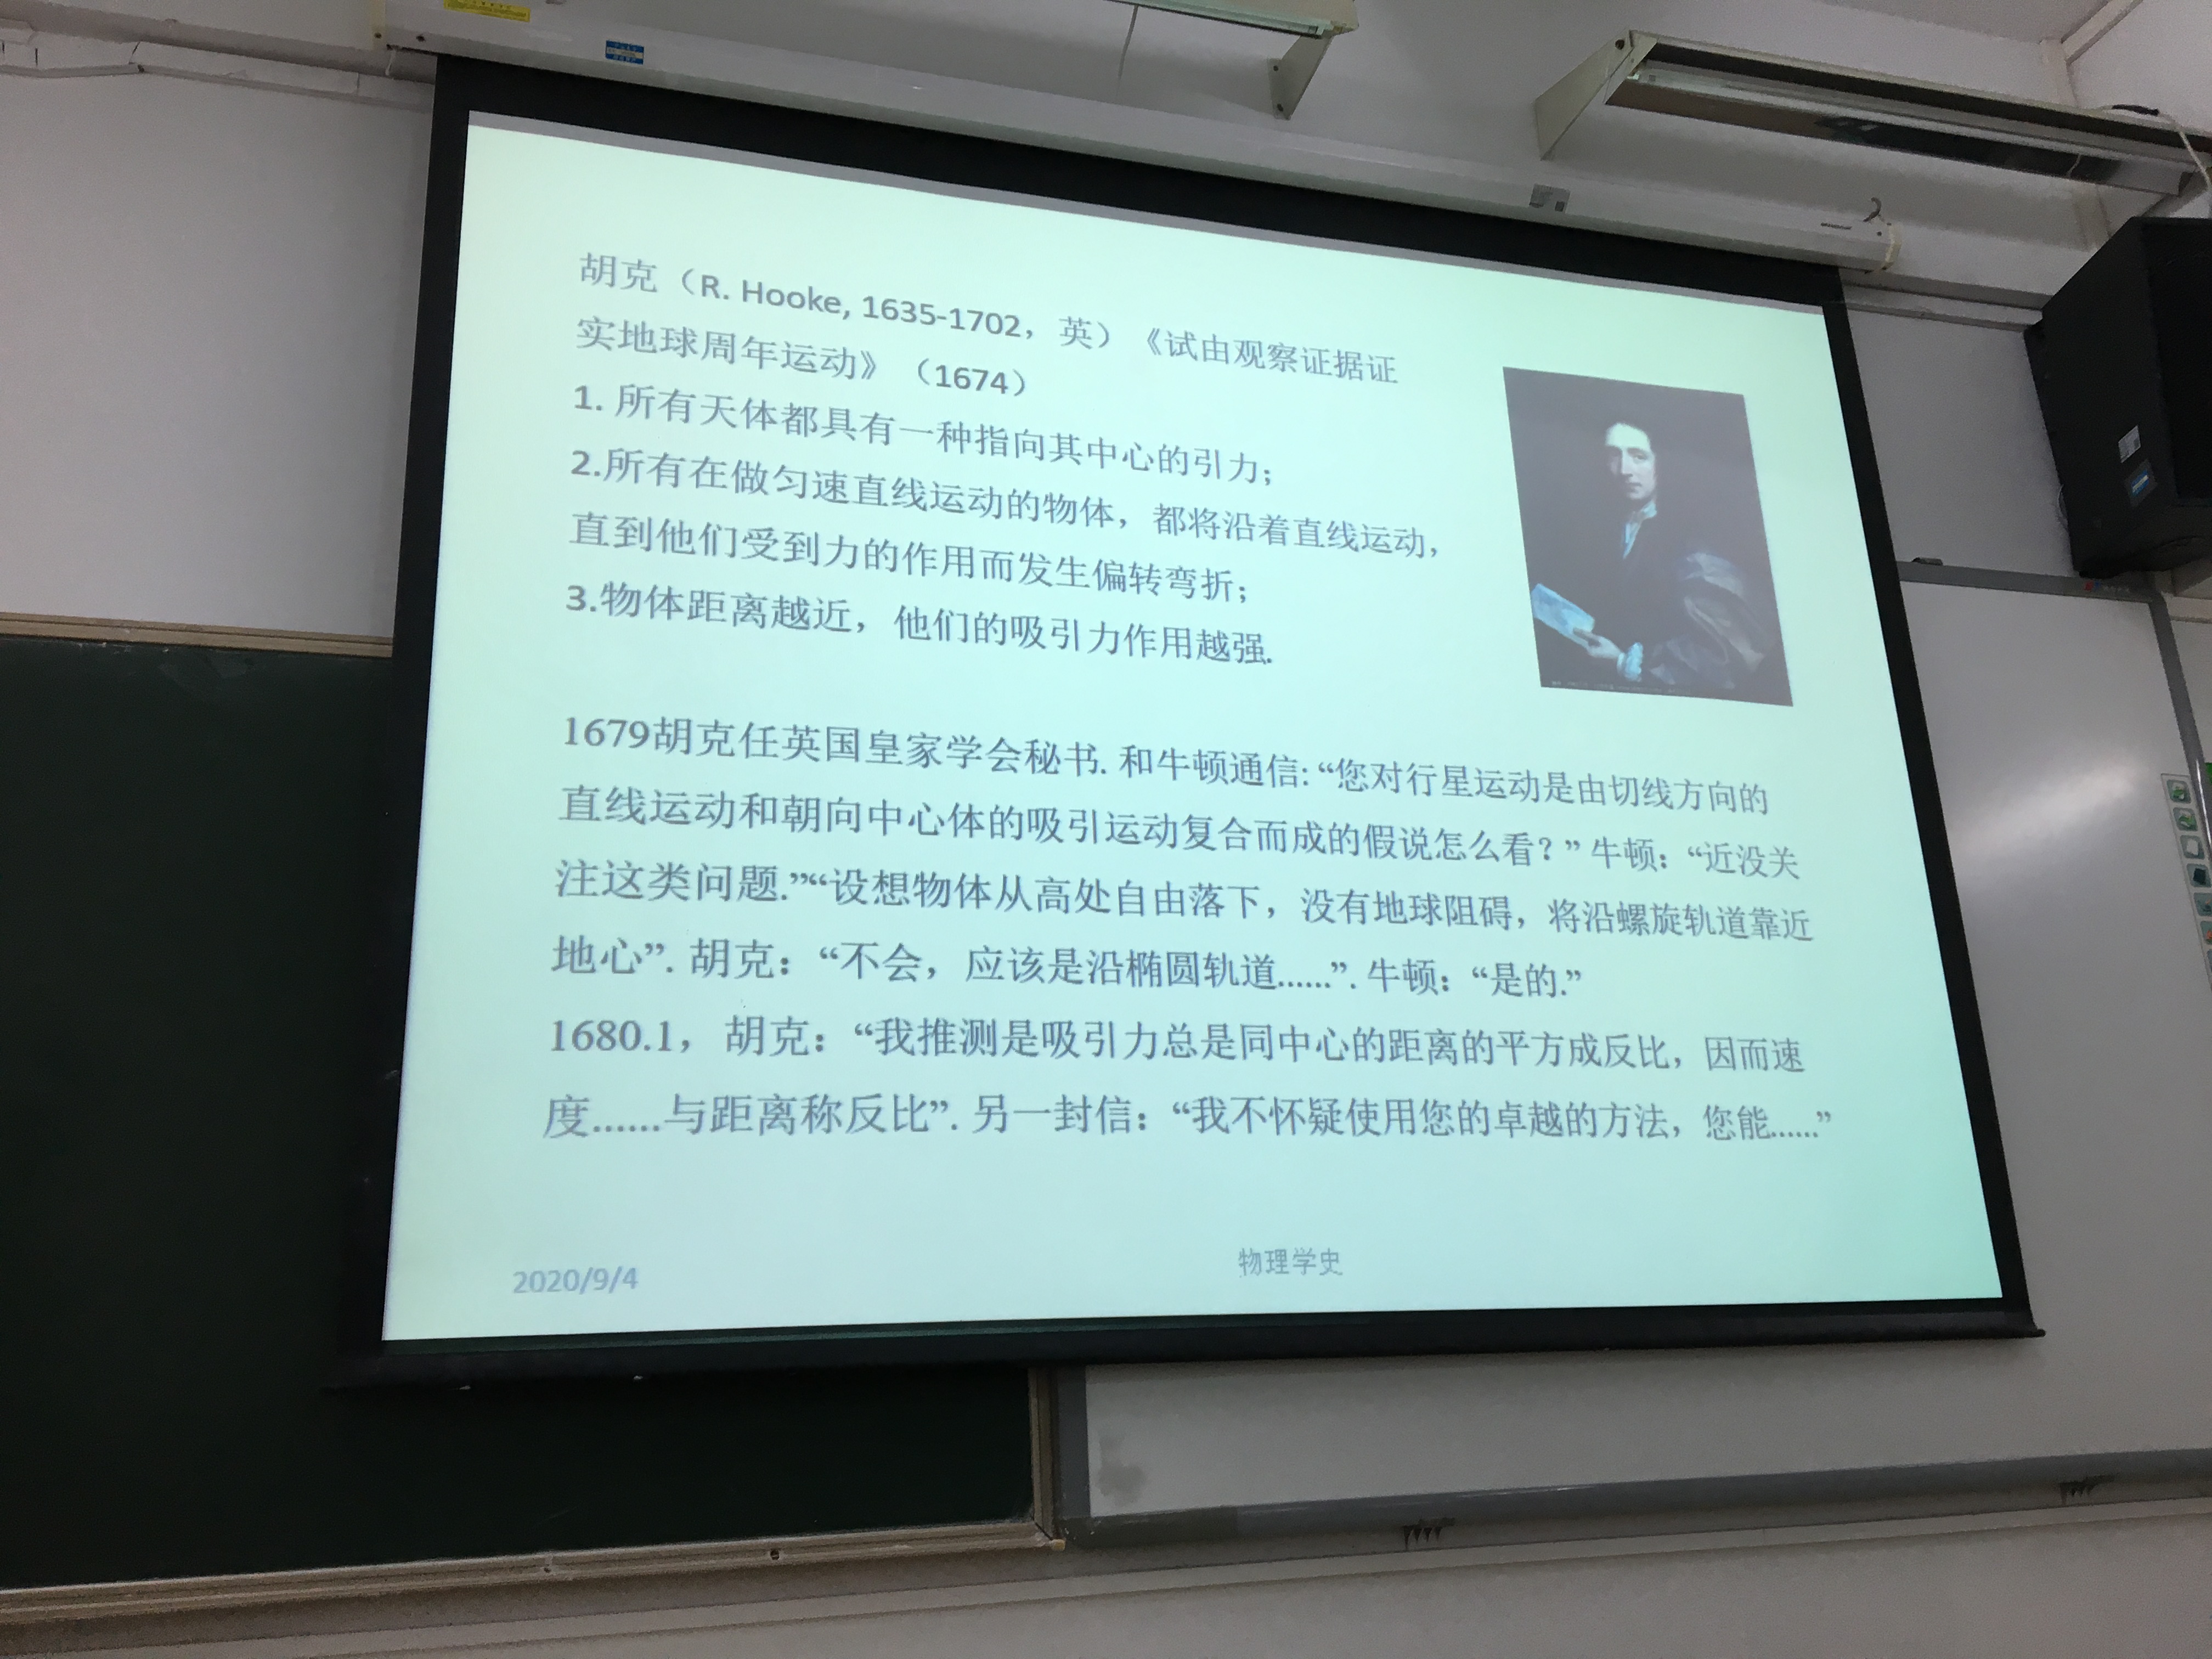 胡克（R. Hooke, 1635-1702，英）《试由观察证据证
实地球周年运动》（1674）
1. 所有天体都具有一种指向其中心的引力；
2.所有在做匀速直线运动的物体，都将沿着直线运动，
直到他们受到力的作用而发生偏转弯折；
3.物体距离越近，他们的吸引力作用越强.
1679胡克任英国皇家学会秘书. 和牛顿通信: “您对行星运动是由切线方向的
直线运动和朝向中心体的吸引运动复合而成的假说怎么看？” 牛顿：“近没关
注这类问题.”“设想物体从高处自由落下，没有地球阻碍，将沿螺旋轨道靠近
地心”. 胡克：“不会，应该是沿椭圆轨道......”. 牛顿：“是的.”
1680.1，胡克：“我推测是吸引力总是同中心的距离的平方成反比，因而速
度......与距离称反比”. 另一封信：“我不怀疑使用您的卓越的方法，您能......”
2020/9/4
物理学史